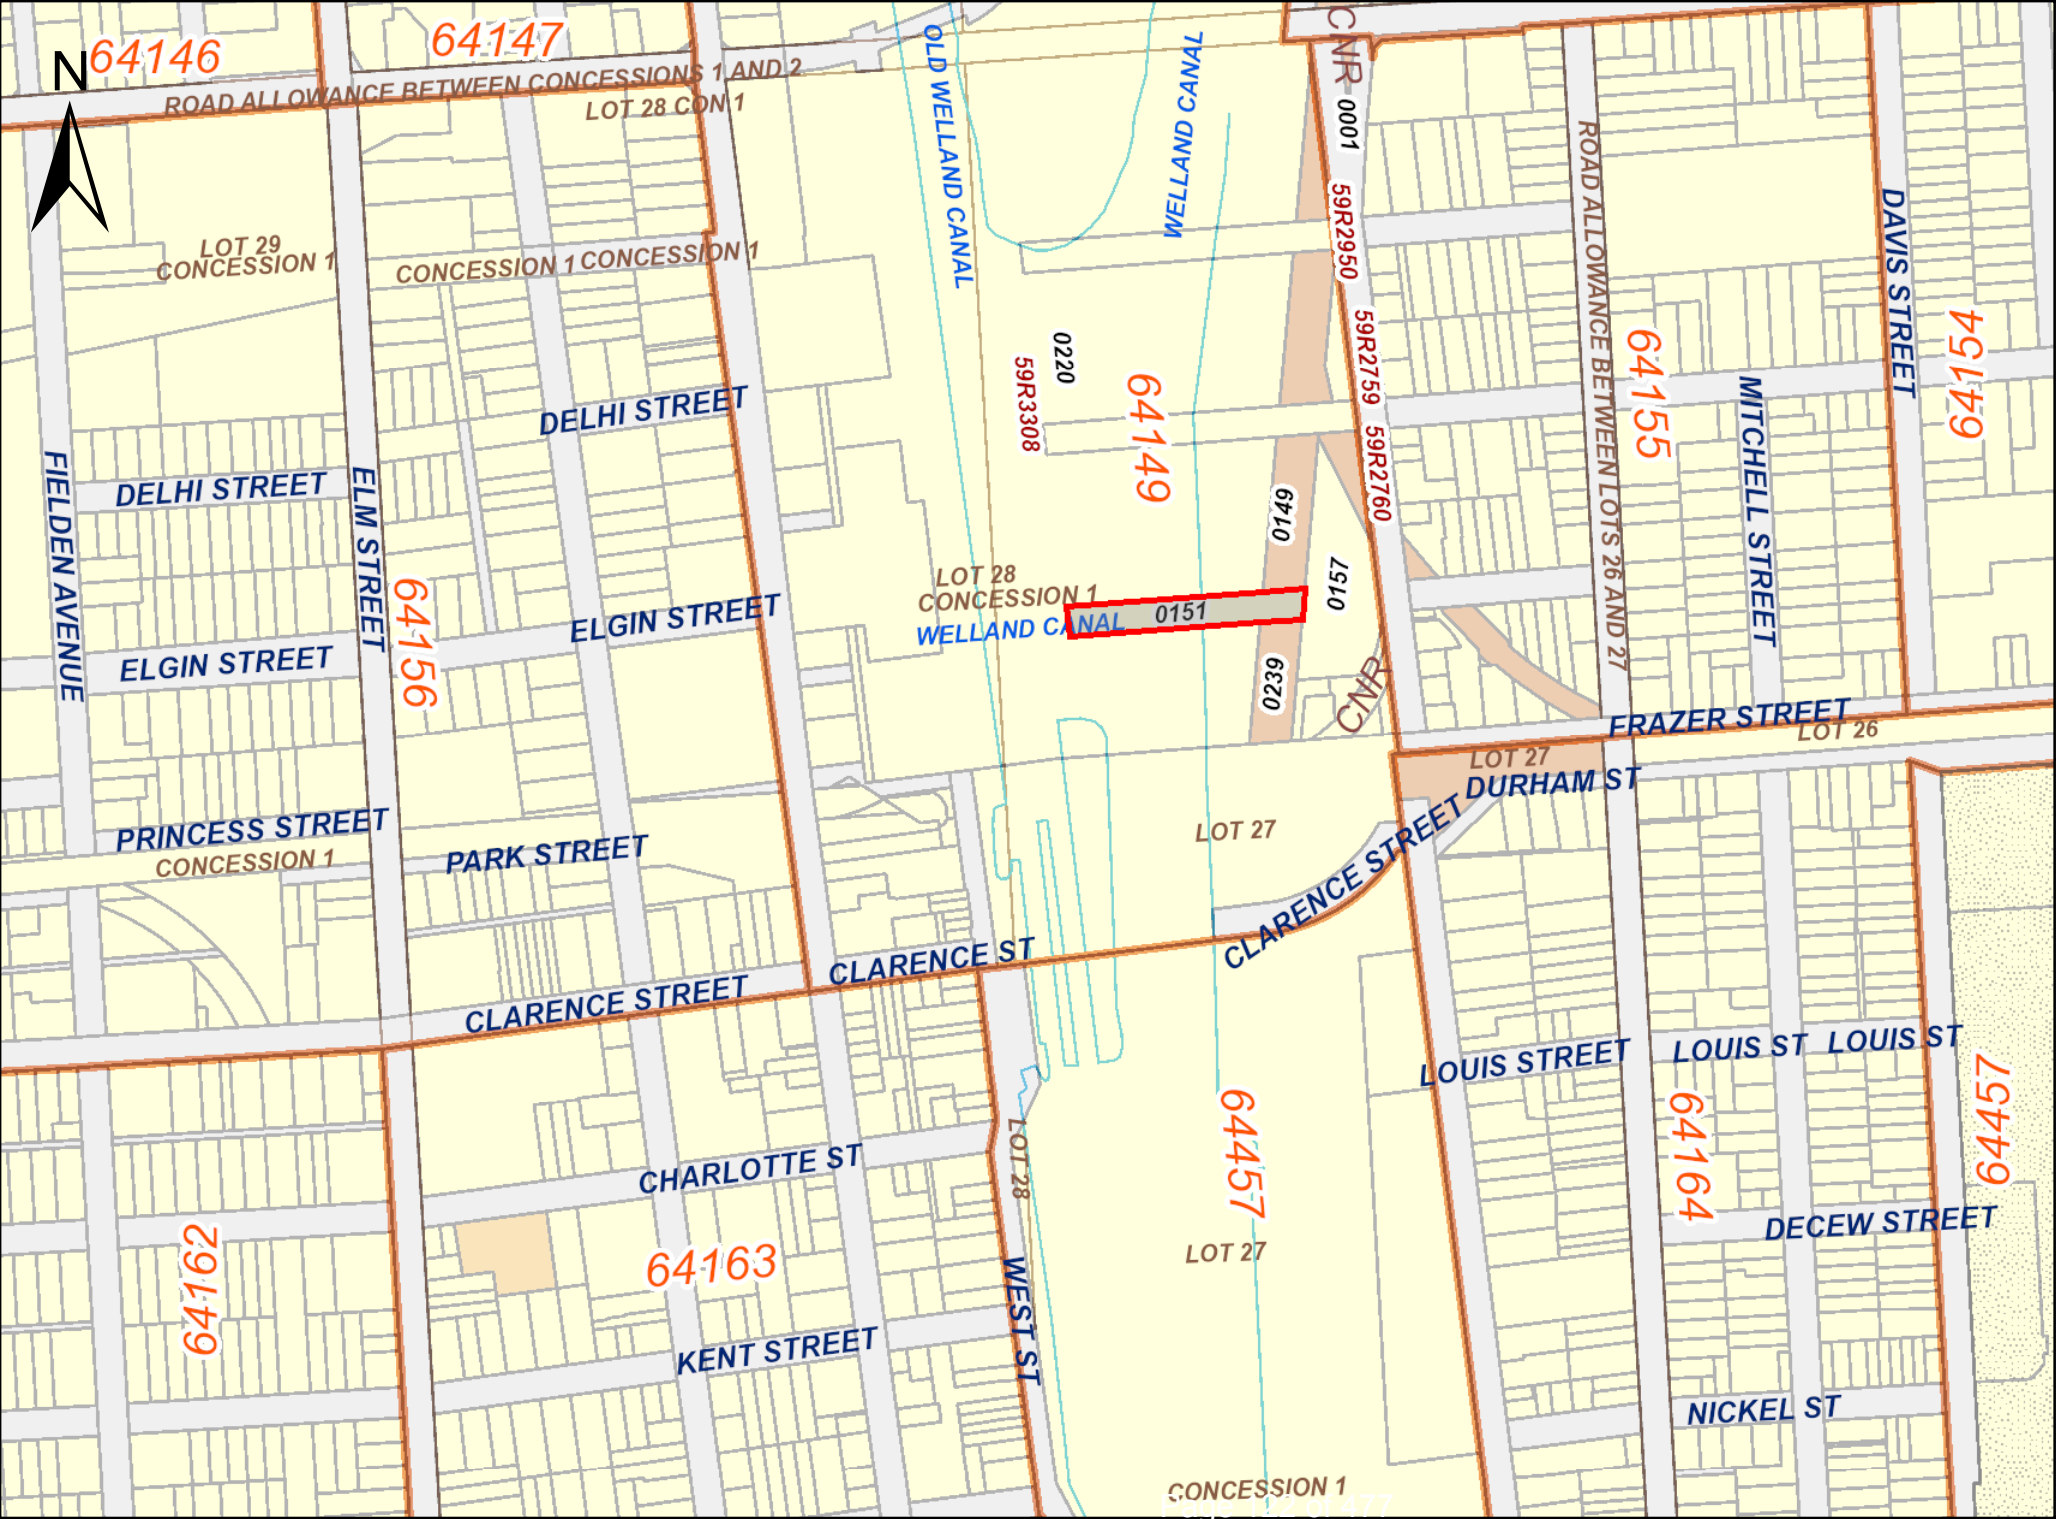 N
64146
64147
ROAD ALLOWANCE BETWEEN CONCESSIONS 1 AND 2
LOT 28 CON 1
OLD WELLAND CANAL
WELLAND CANAL
CNR
0001
59R2950
59R2759
59R2760
ROAD ALLOWANCE BETWEEN LOTS 26 AND 27
DAVIS STREET
64154
64155
MITCHELL STREET
LOT 29
CONCESSION 1
CONCESSION 1
CONCESSION 1
0220
59R3308
64149
DELHI STREET
DELHI STREET
FIELDEN AVENUE
ELM STREET
64156
ELGIN STREET
ELGIN STREET
0149
0157
LOT 28
CONCESSION 1
WELLAND CANAL
0151
0239
CNR
FRAZER STREET
LOT 26
LOT 27
DURHAM ST
PRINCESS STREET
CONCESSION 1
PARK STREET
LOT 27
CLARENCE STREET
CLARENCE ST
CLARENCE STREET
LOUIS STREET
LOUIS ST
LOUIS ST
64457
64457
64164
LOT 28
CHARLOTTE ST
DECEW STREET
64162
64163
LOT 27
WEST ST
KENT STREET
NICKEL ST
CONCESSION 1
Page 122 of 477